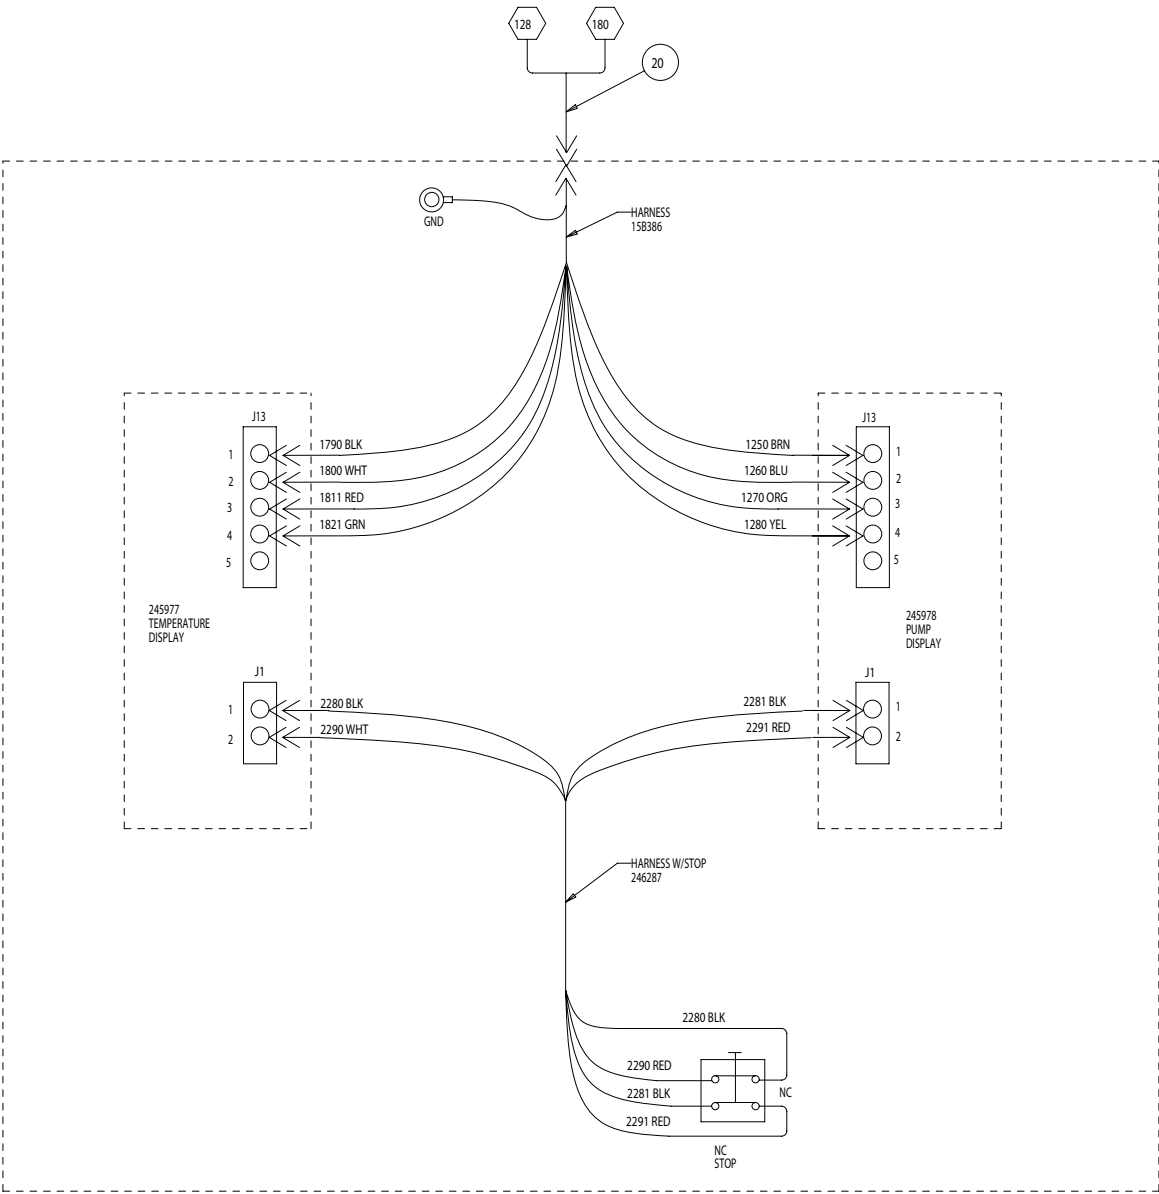 128
180
20
GND
HARNESS
15B386
J13
J13
1
1790 BLK
1250 BRN
1
2
1800 WHT
1260 BLU
2
3
1811 RED
1270 ORG
3
4
1821 GRN
1280 YEL
4
5
5
245977
TEMPERATURE
DISPLAY
245978
PUMP
DISPLAY
J1
J1
1
2280 BLK
2281 BLK
1
2
2290 WHT
2291 RED
2
HARNESS W/STOP
246287
2280 BLK
2290 RED
2281 BLK
NC
2291 RED
NC
STOP